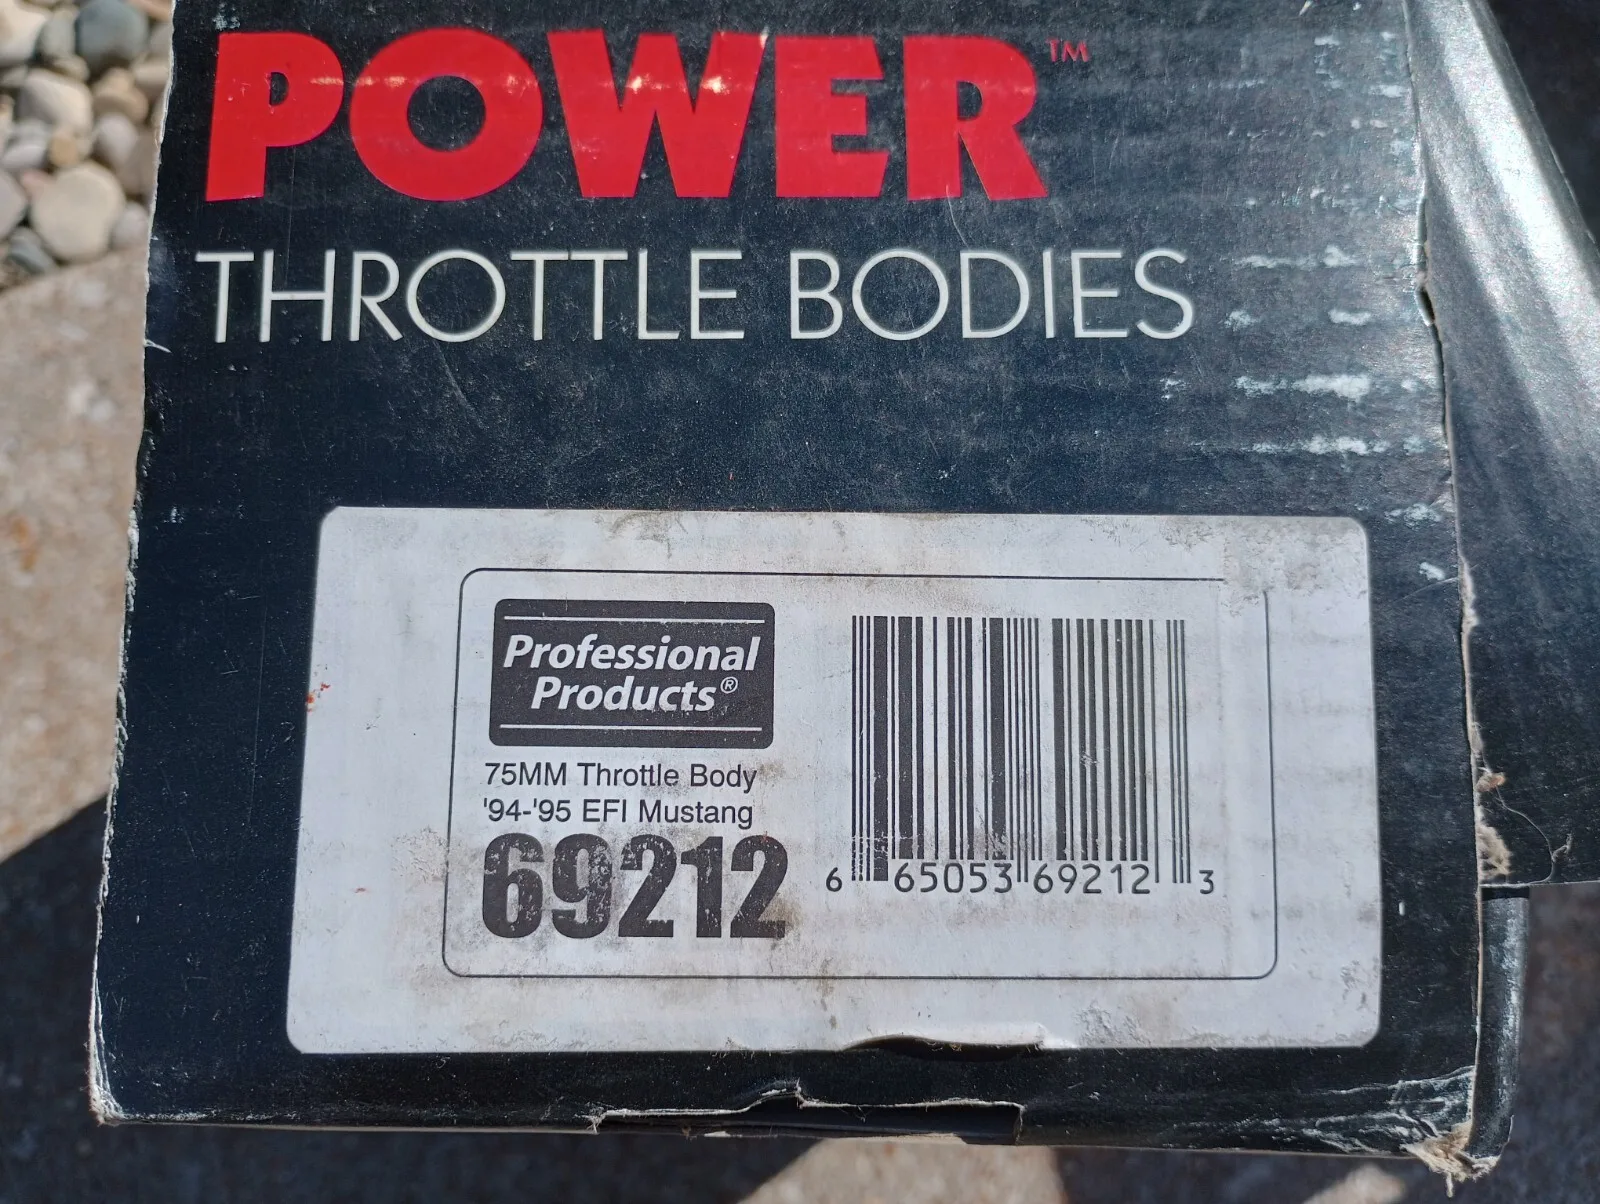 POWER™
THROTTLE BODIES
Professional
Products®
75MM Throttle Body
'94-'95 EFI Mustang
69212
6 65053 69212 3